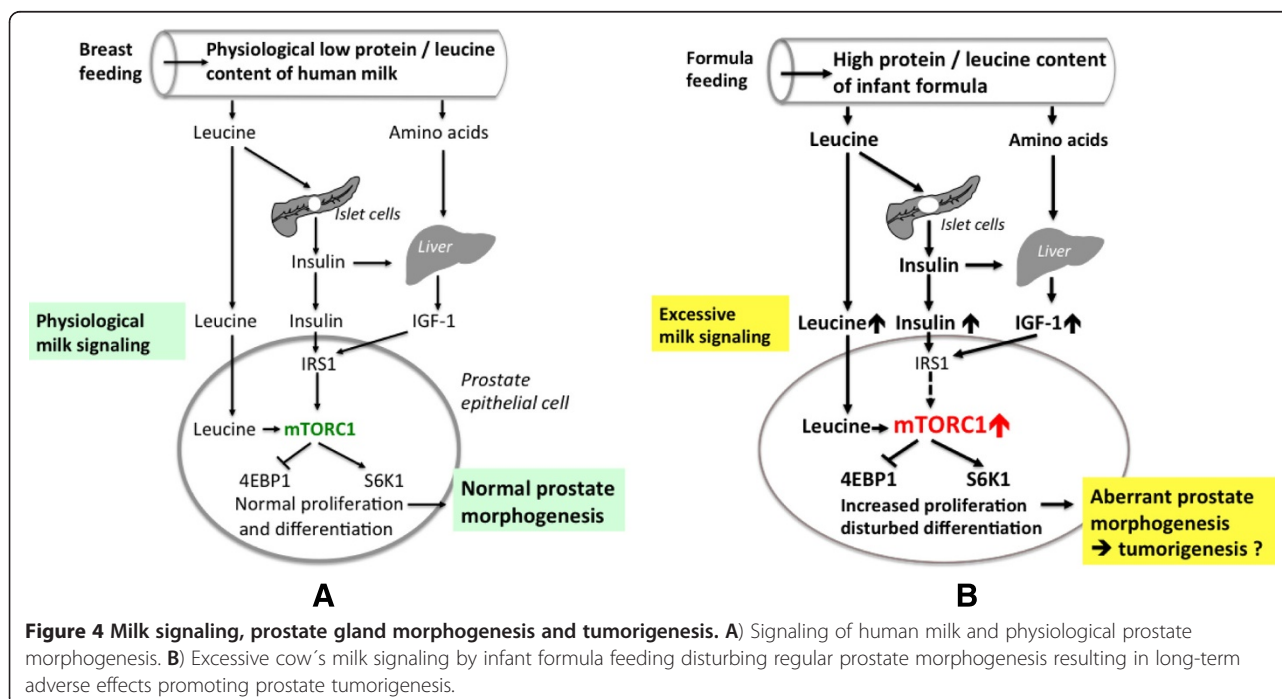 Breast
feeding
Physiological low protein / leucine
content of human milk
Leucine
Amino acids
Islet cells
Liver
Insulin
Physiological
milk signaling
Leucine
Insulin
IGF-1
IRS1
Prostate
epithelial cell
Leucine
mTORC1
4EBP1
S6K1
Normal proliferation
and differentiation
Normal prostate
morphogenesis
A
Formula
feeding
High protein / leucine content
of infant formula
Leucine
Amino acids
Islet cells
Liver
Insulin
Excessive
milk signaling
Leucine
Insulin
IGF-1
IRS1
Leucine
mTORC1
4EBP1
S6K1
Increased proliferation
disturbed differentiation
Aberrant prostate
morphogenesis
➔ tumorigenesis ?
B
Figure 4 Milk signaling, prostate gland morphogenesis and tumorigenesis. A) Signaling of human milk and physiological prostate
morphogenesis. B) Excessive cow´s milk signaling by infant formula feeding disturbing regular prostate morphogenesis resulting in long-term
adverse effects promoting prostate tumorigenesis.